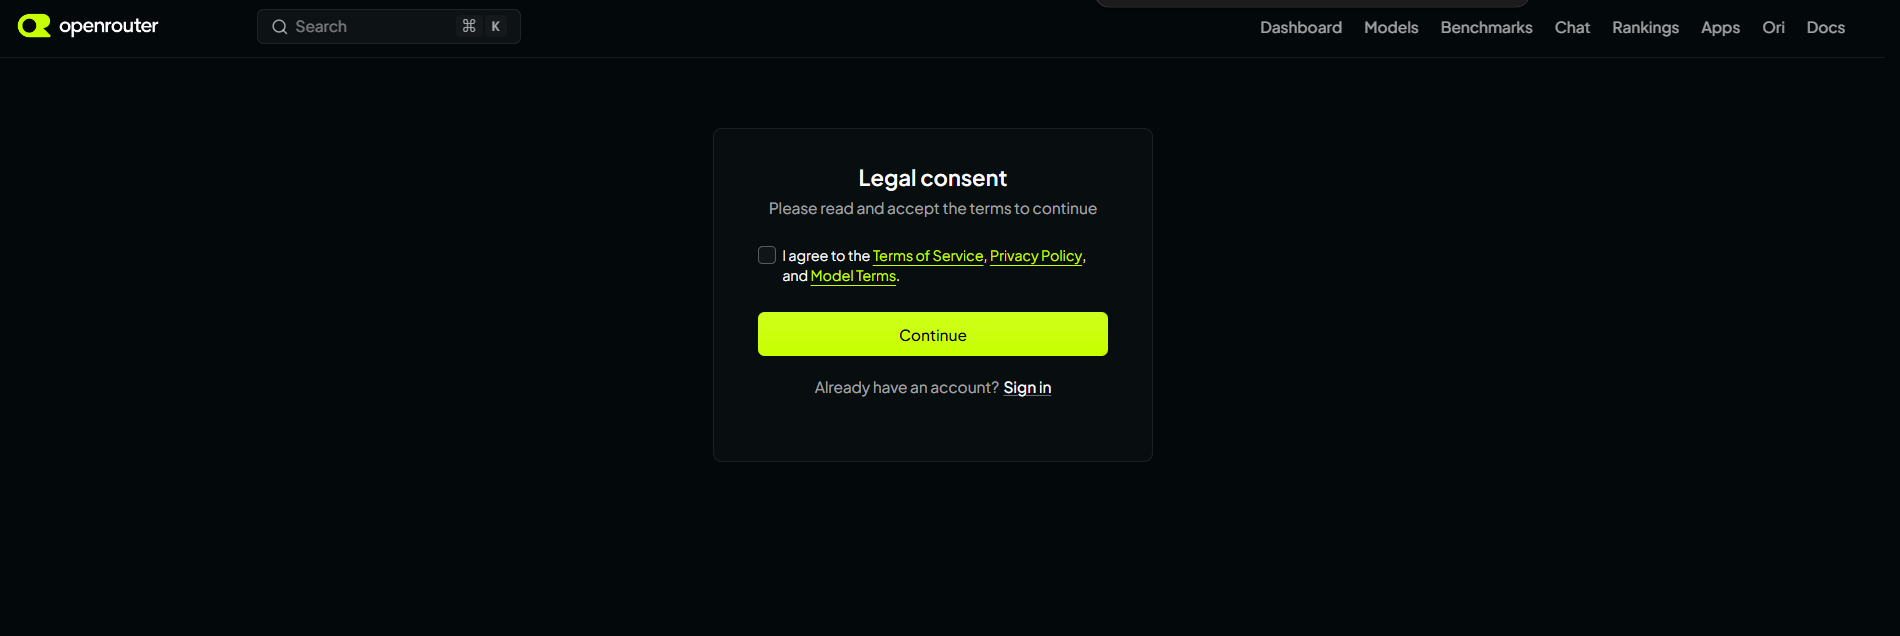 openrouter
Search ⌘ K
Dashboard Models Benchmarks Chat Rankings Apps Ori Docs
Legal consent
Please read and accept the terms to continue
I agree to the Terms of Service, Privacy Policy,
and Model Terms.
Continue
Already have an account? Sign in